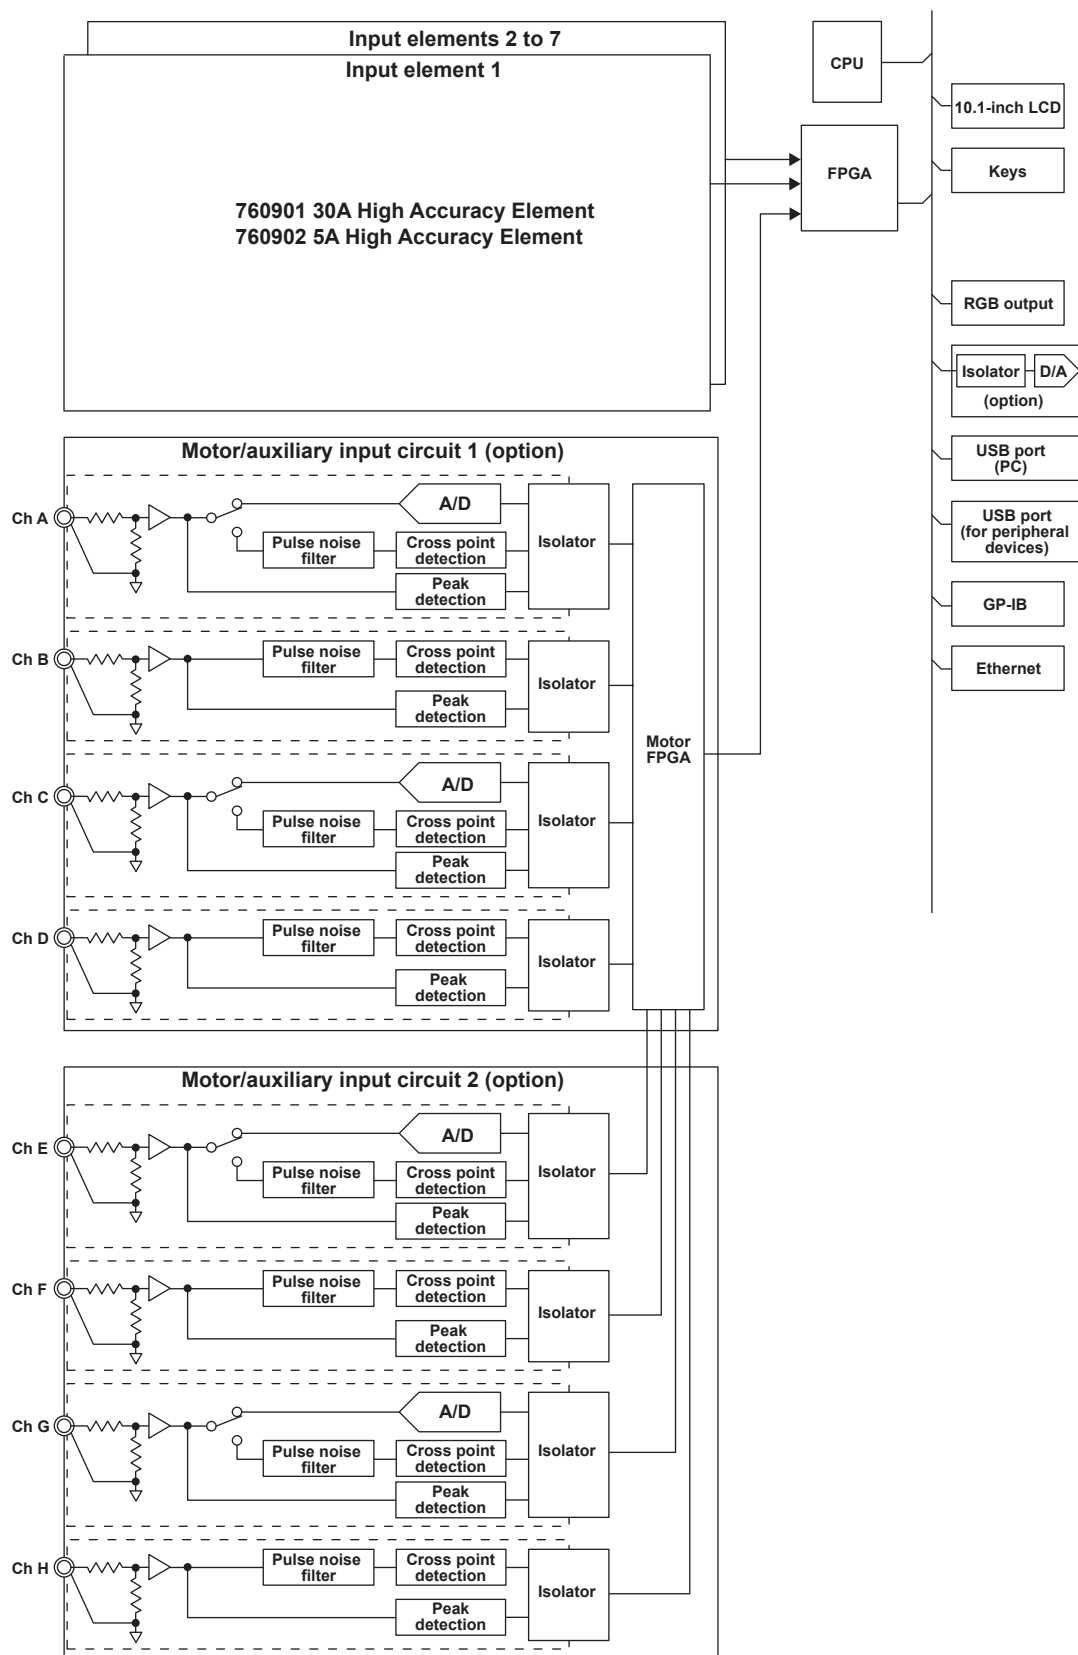 Input elements 2 to 7
Input element 1
760901 30A High Accuracy Element
760902 5A High Accuracy Element
CPU
FPGA
10.1-inch LCD
Keys
RGB output
Isolator
D/A
(option)
USB port
(PC)
USB port
(for peripheral
devices)
GP-IB
Ethernet
Motor/auxiliary input circuit 1 (option)
Ch A
A/D
Pulse noise
filter
Cross point
detection
Peak
detection
Isolator
Ch B
Pulse noise
filter
Cross point
detection
Peak
detection
Isolator
Motor
FPGA
Ch C
A/D
Pulse noise
filter
Cross point
detection
Peak
detection
Isolator
Ch D
Pulse noise
filter
Cross point
detection
Peak
detection
Isolator
Motor/auxiliary input circuit 2 (option)
Ch E
A/D
Pulse noise
filter
Cross point
detection
Peak
detection
Isolator
Ch F
Pulse noise
filter
Cross point
detection
Peak
detection
Isolator
Ch G
A/D
Pulse noise
filter
Cross point
detection
Peak
detection
Isolator
Ch H
Pulse noise
filter
Cross point
detection
Peak
detection
Isolator